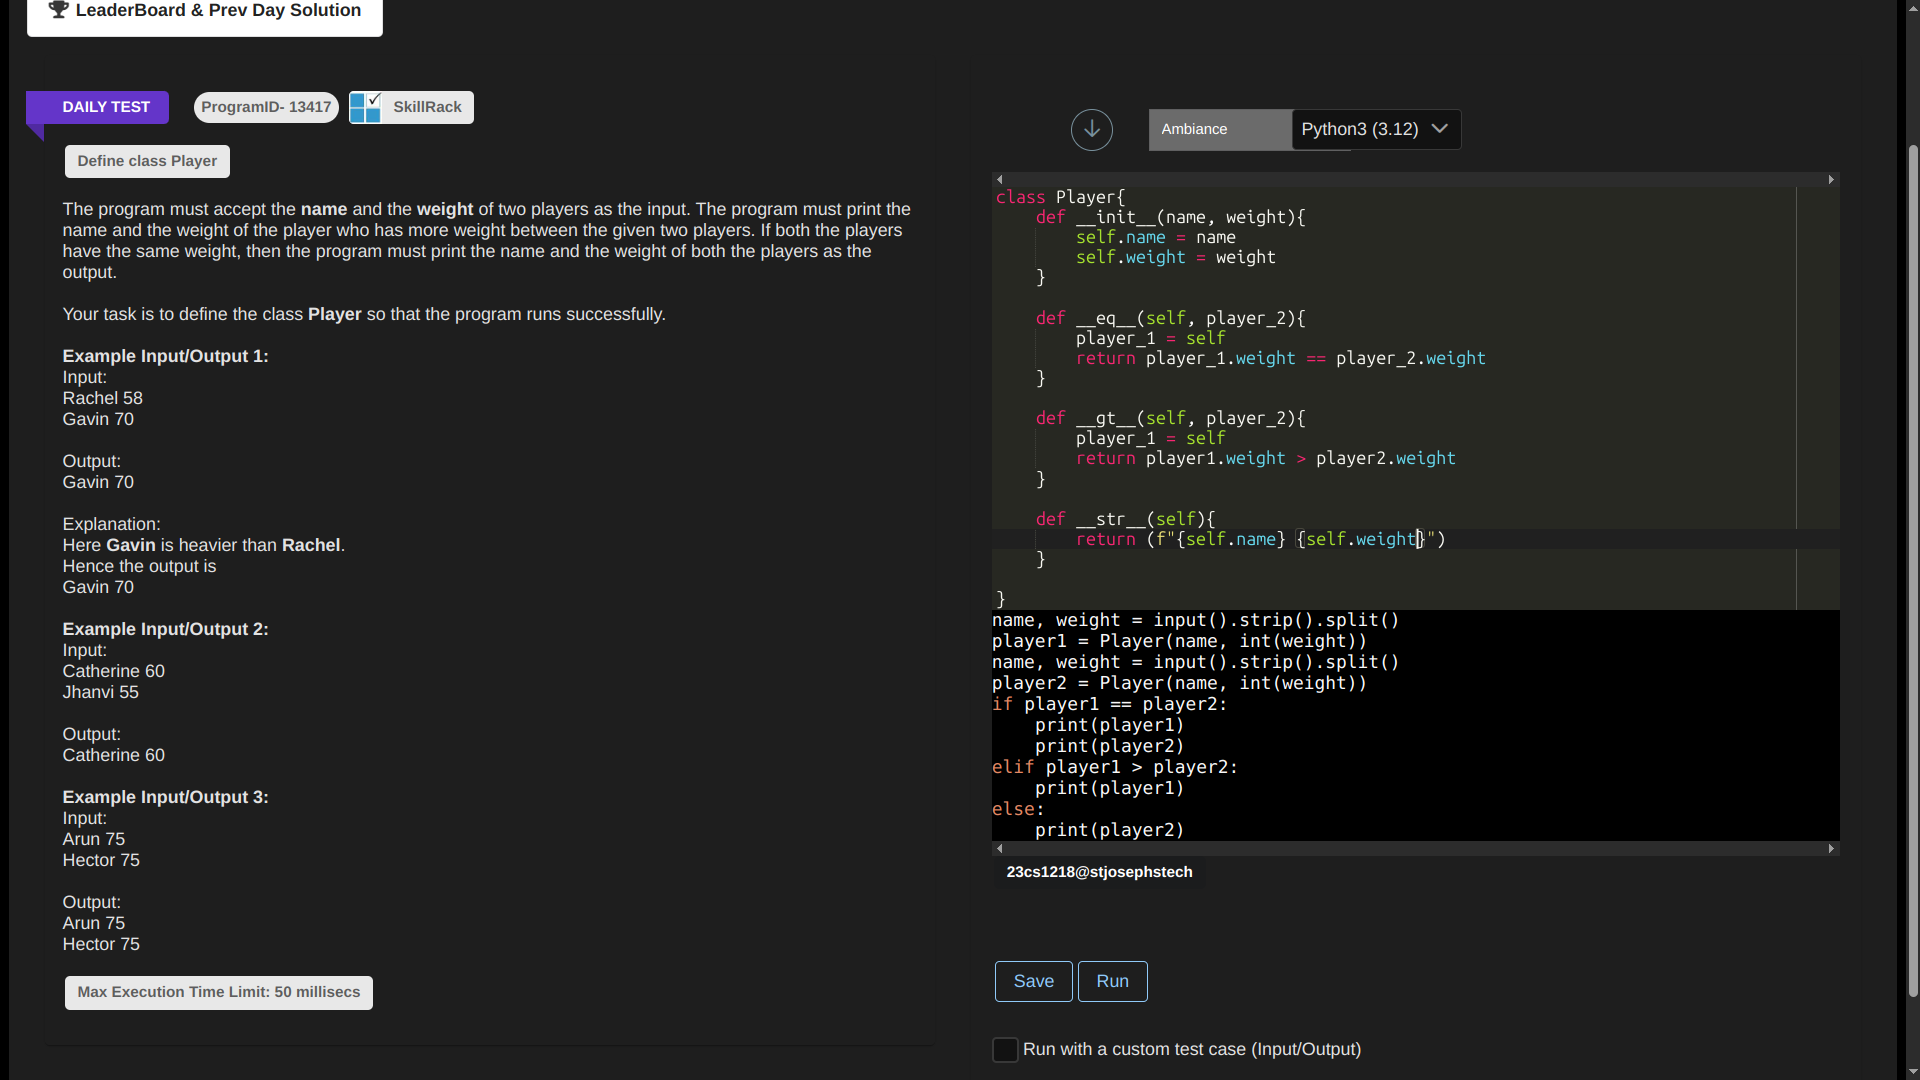 LeaderBoard & Prev Day Solution
DAILY TEST
ProgramID- 13417
SkillRack
Define class Player
The program must accept the name and the weight of two players as the input. The program must print the
name and the weight of the player who has more weight between the given two players. If both the players
have the same weight, then the program must print the name and the weight of both the players as the
output.
Your task is to define the class Player so that the program runs successfully.
Example Input/Output 1:
Input:
Rachel 58
Gavin 70
Output:
Gavin 70
Explanation:
Here Gavin is heavier than Rachel.
Hence the output is
Gavin 70
Example Input/Output 2:
Input:
Catherine 60
Jhanvi 55
Output:
Catherine 60
Example Input/Output 3:
Input:
Arun 75
Hector 75
Output:
Arun 75
Hector 75
Max Execution Time Limit: 50 millisecs
Ambiance
Python3 (3.12)
class Player{
    def __init__(name, weight){
        self.name = name
        self.weight = weight
    }
    def __eq__(self, player_2){
        player_1 = self
        return player_1.weight == player_2.weight
    }
    def __gt__(self, player_2){
        player_1 = self
        return player1.weight > player2.weight
    }
    def __str__(self){
        return (f"{self.name} {self.weight}")
    }
}
name, weight = input().strip().split()
player1 = Player(name, int(weight))
name, weight = input().strip().split()
player2 = Player(name, int(weight))
if player1 == player2:
    print(player1)
    print(player2)
elif player1 > player2:
    print(player1)
else:
    print(player2)
23cs1218@stjosephstech
Save
Run
Run with a custom test case (Input/Output)